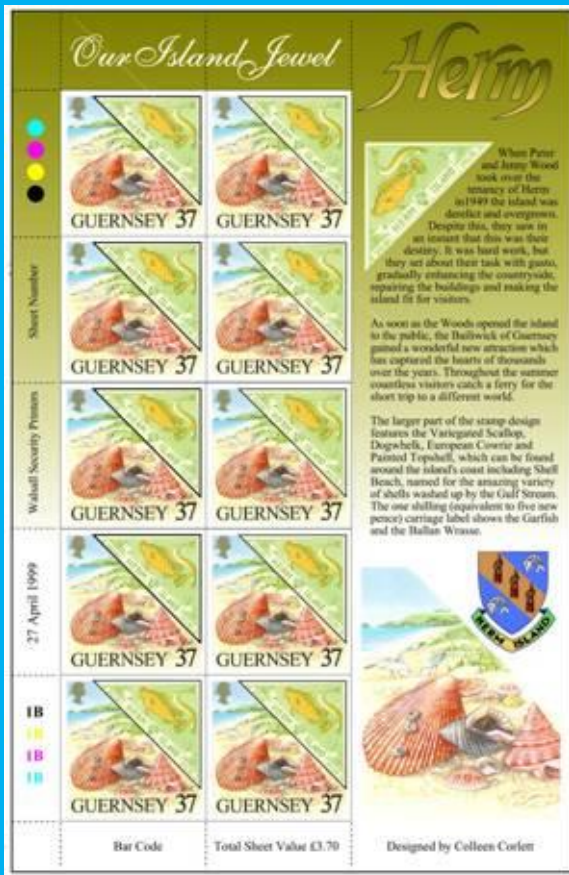 Our Island Jewel
Herm
GUERNSEY 37
GUERNSEY 37
GUERNSEY 37
GUERNSEY 37
GUERNSEY 37
GUERNSEY 37
GUERNSEY 37
GUERNSEY 37
GUERNSEY 37
GUERNSEY 37
Sheet Number
Walsall Security Printers
27 April 1999
1B
1B
1B
1B
Bar Code
Total Sheet Value £3.70
When Peter
and Jenny Wood
took over the
tenancy of Herm
in1949 the island was
derelict and overgrown.
Despite this, they saw in
an instant that this was their
destiny. It was hard work, but
they set about their task with gusto,
gradually enhancing the countryside,
repairing the buildings and making the
island fit for visitors.
As soon as the Woods opened the island
to the public, the Bailiwick of Guernsey
gained a wonderful new attraction which
has captured the hearts of thousands
over the years. Throughout the summer
countless visitors catch a ferry for the
short trip to a different world.
The larger part of the stamp design
features the Variegated Scallop,
Dogwhelk, European Cowrie and
Painted Topshell, which can be found
around the island's coast including Shell
Beach, named for the amazing variety
of shells washed up by the Gulf Stream.
The one shilling (equivalent to five new
pence) carriage label shows the Garfish
and the Ballan Wrasse.
HERM ISLAND
Designed by Colleen Corlett